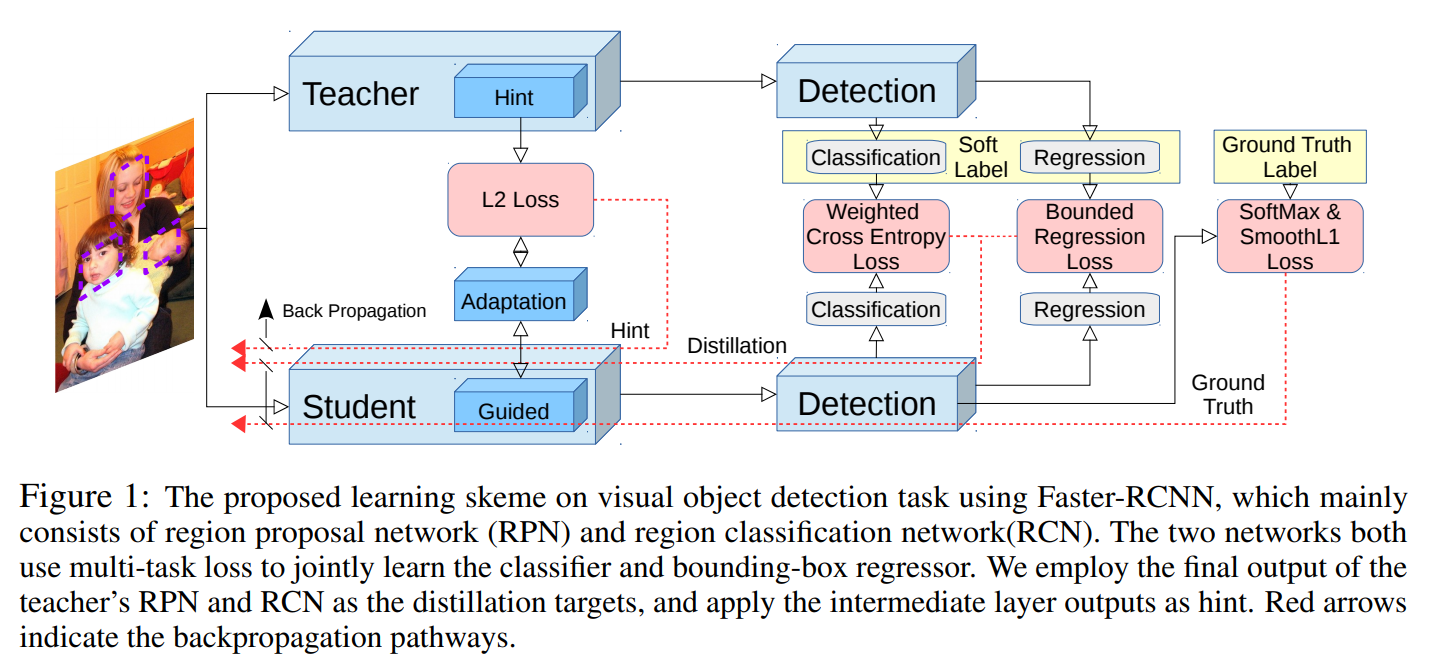 Teacher
Hint
Detection
Classification
Soft
Label
Regression
Ground Truth
Label
L2 Loss
Weighted
Cross Entropy
Loss
Bounded
Regression
Loss
SoftMax &
SmoothL1
Loss
Adaptation
Classification
Regression
Back Propagation
Hint
Distillation
Ground
Truth
Student
Guided
Detection
Figure 1: The proposed learning skeme on visual object detection task using Faster-RCNN, which mainly
consists of region proposal network (RPN) and region classification network(RCN). The two networks both
use multi-task loss to jointly learn the classifier and bounding-box regressor. We employ the final output of the
teacher's RPN and RCN as the distillation targets, and apply the intermediate layer outputs as hint. Red arrows
indicate the backpropagation pathways.